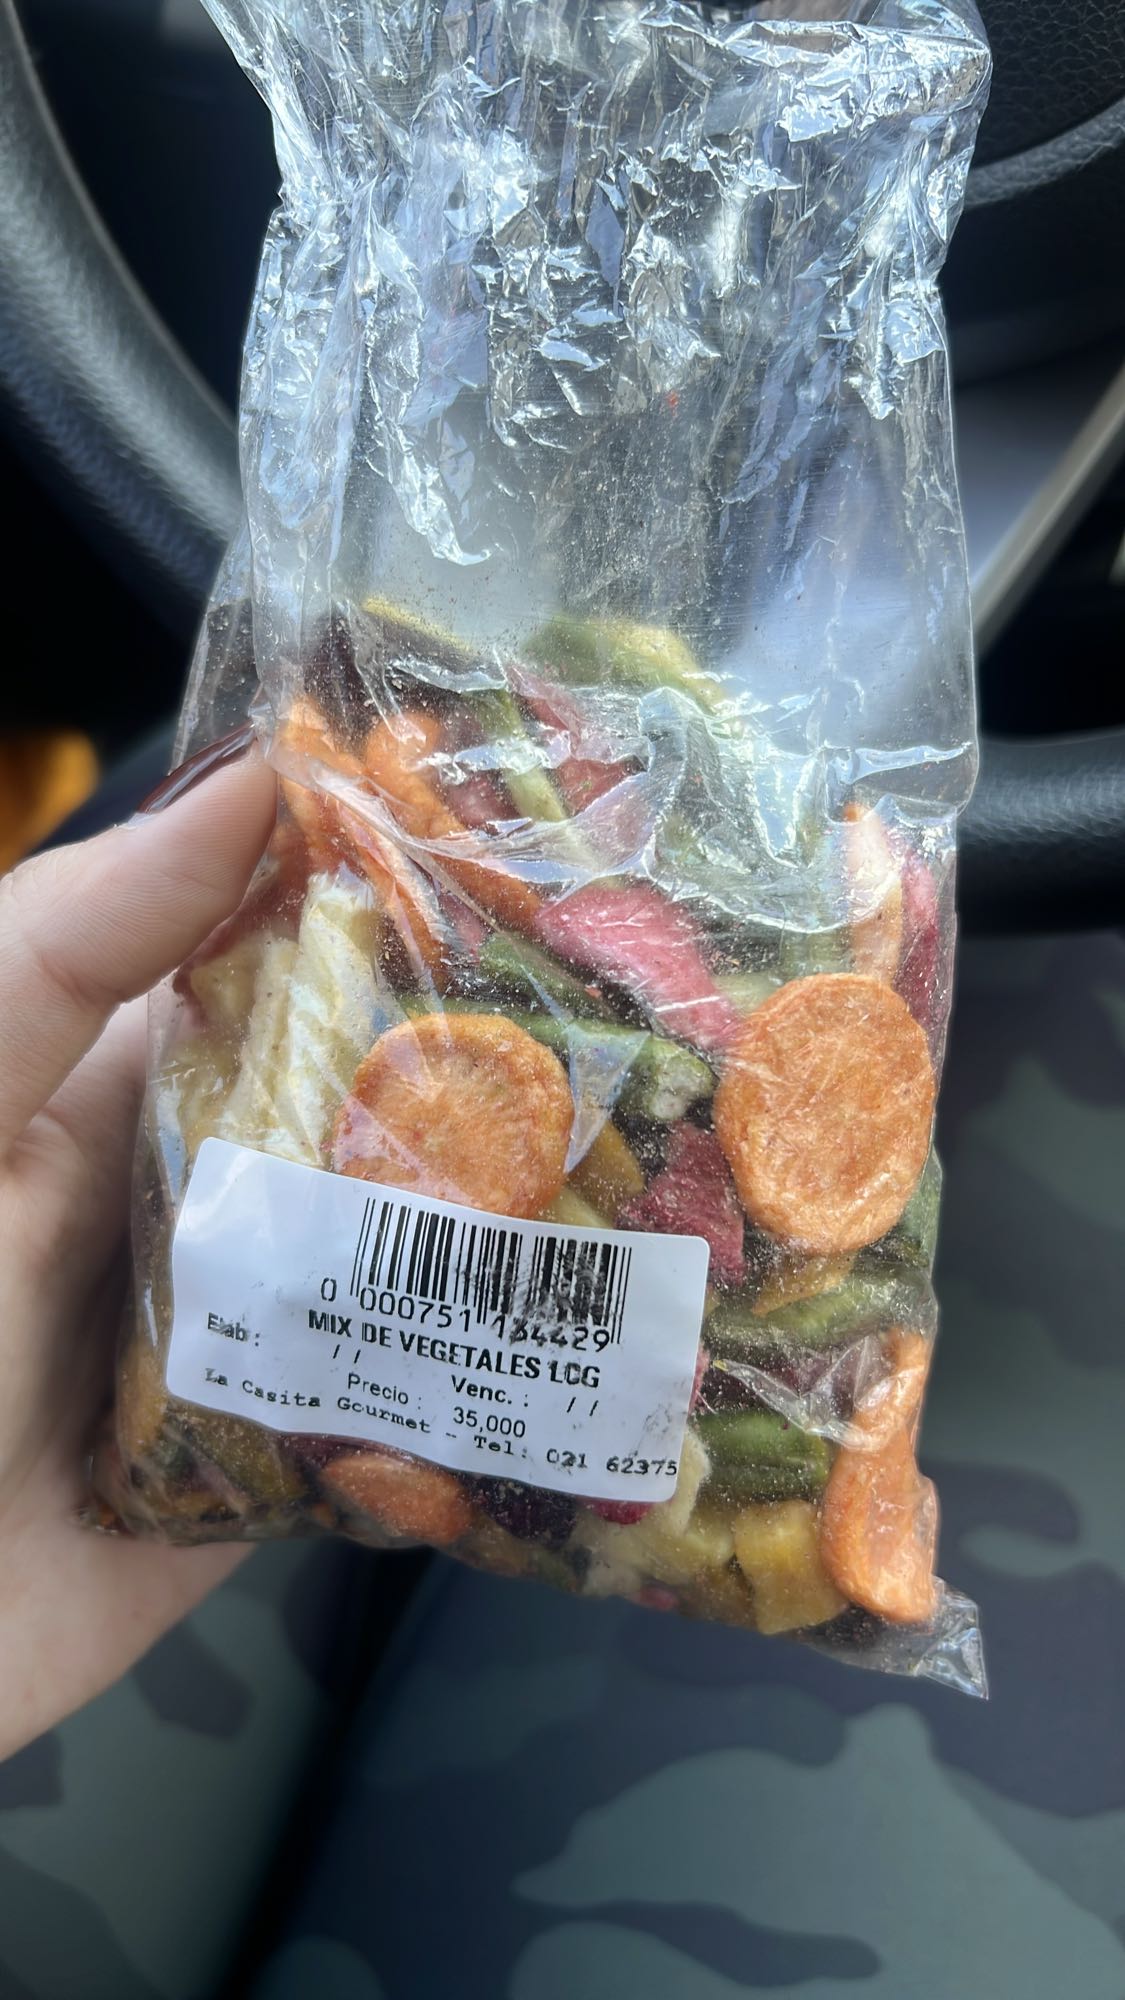 0 000751 134429
MIX DE VEGETALES LCG
Elab : / / Venc. : / /
Precio : 35,000
La Casita Gourmet - Tel: 021 62375